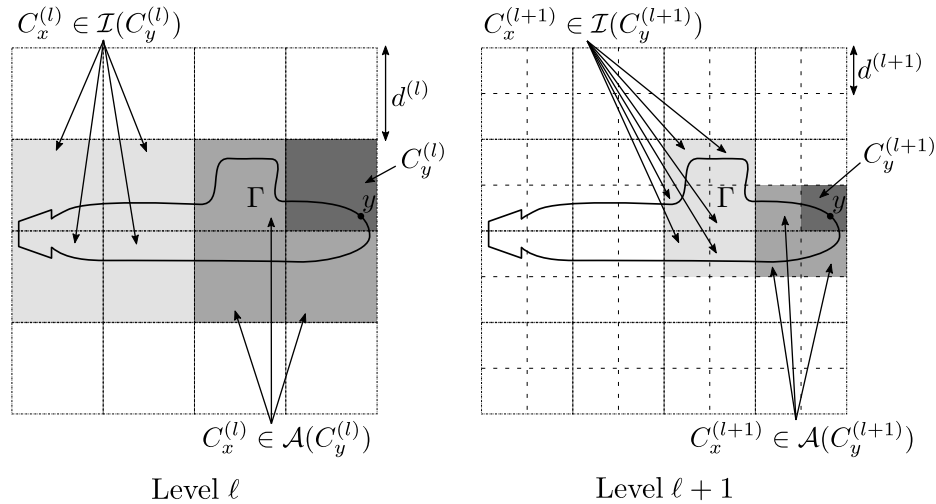 $C_x^{(l)} \in \mathcal{I}(C_y^{(l)})$
$d^{(l)}$
$C_y^{(l)}$
$\Gamma$
$y$
$C_x^{(l)} \in \mathcal{A}(C_y^{(l)})$
Level $\ell$
$C_x^{(l+1)} \in \mathcal{I}(C_y^{(l+1)})$
$d^{(l+1)}$
$C_y^{(l+1)}$
$\Gamma$
$y$
$C_x^{(l+1)} \in \mathcal{A}(C_y^{(l+1)})$
Level $\ell + 1$